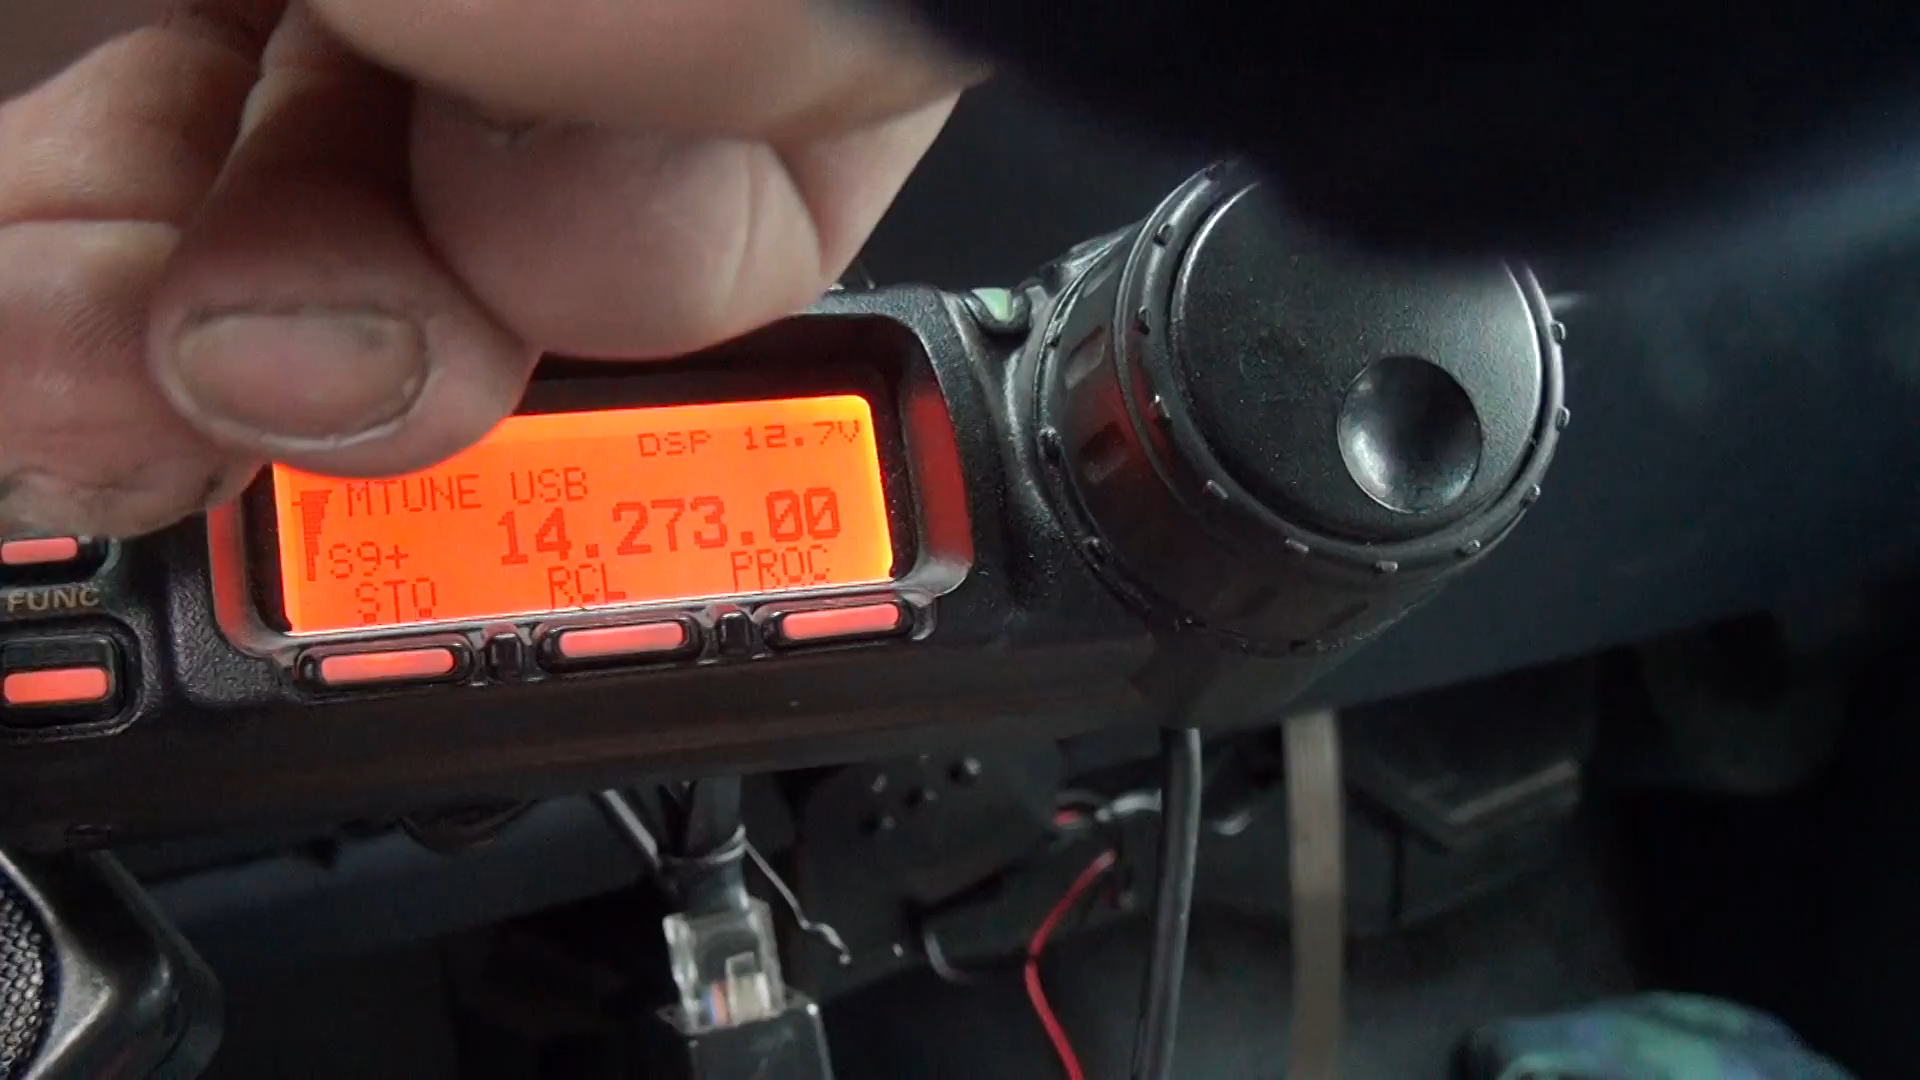 DSP 12.7V
MTUNE USB
14.273.00
S9+
STO RCL PROC
FUNC